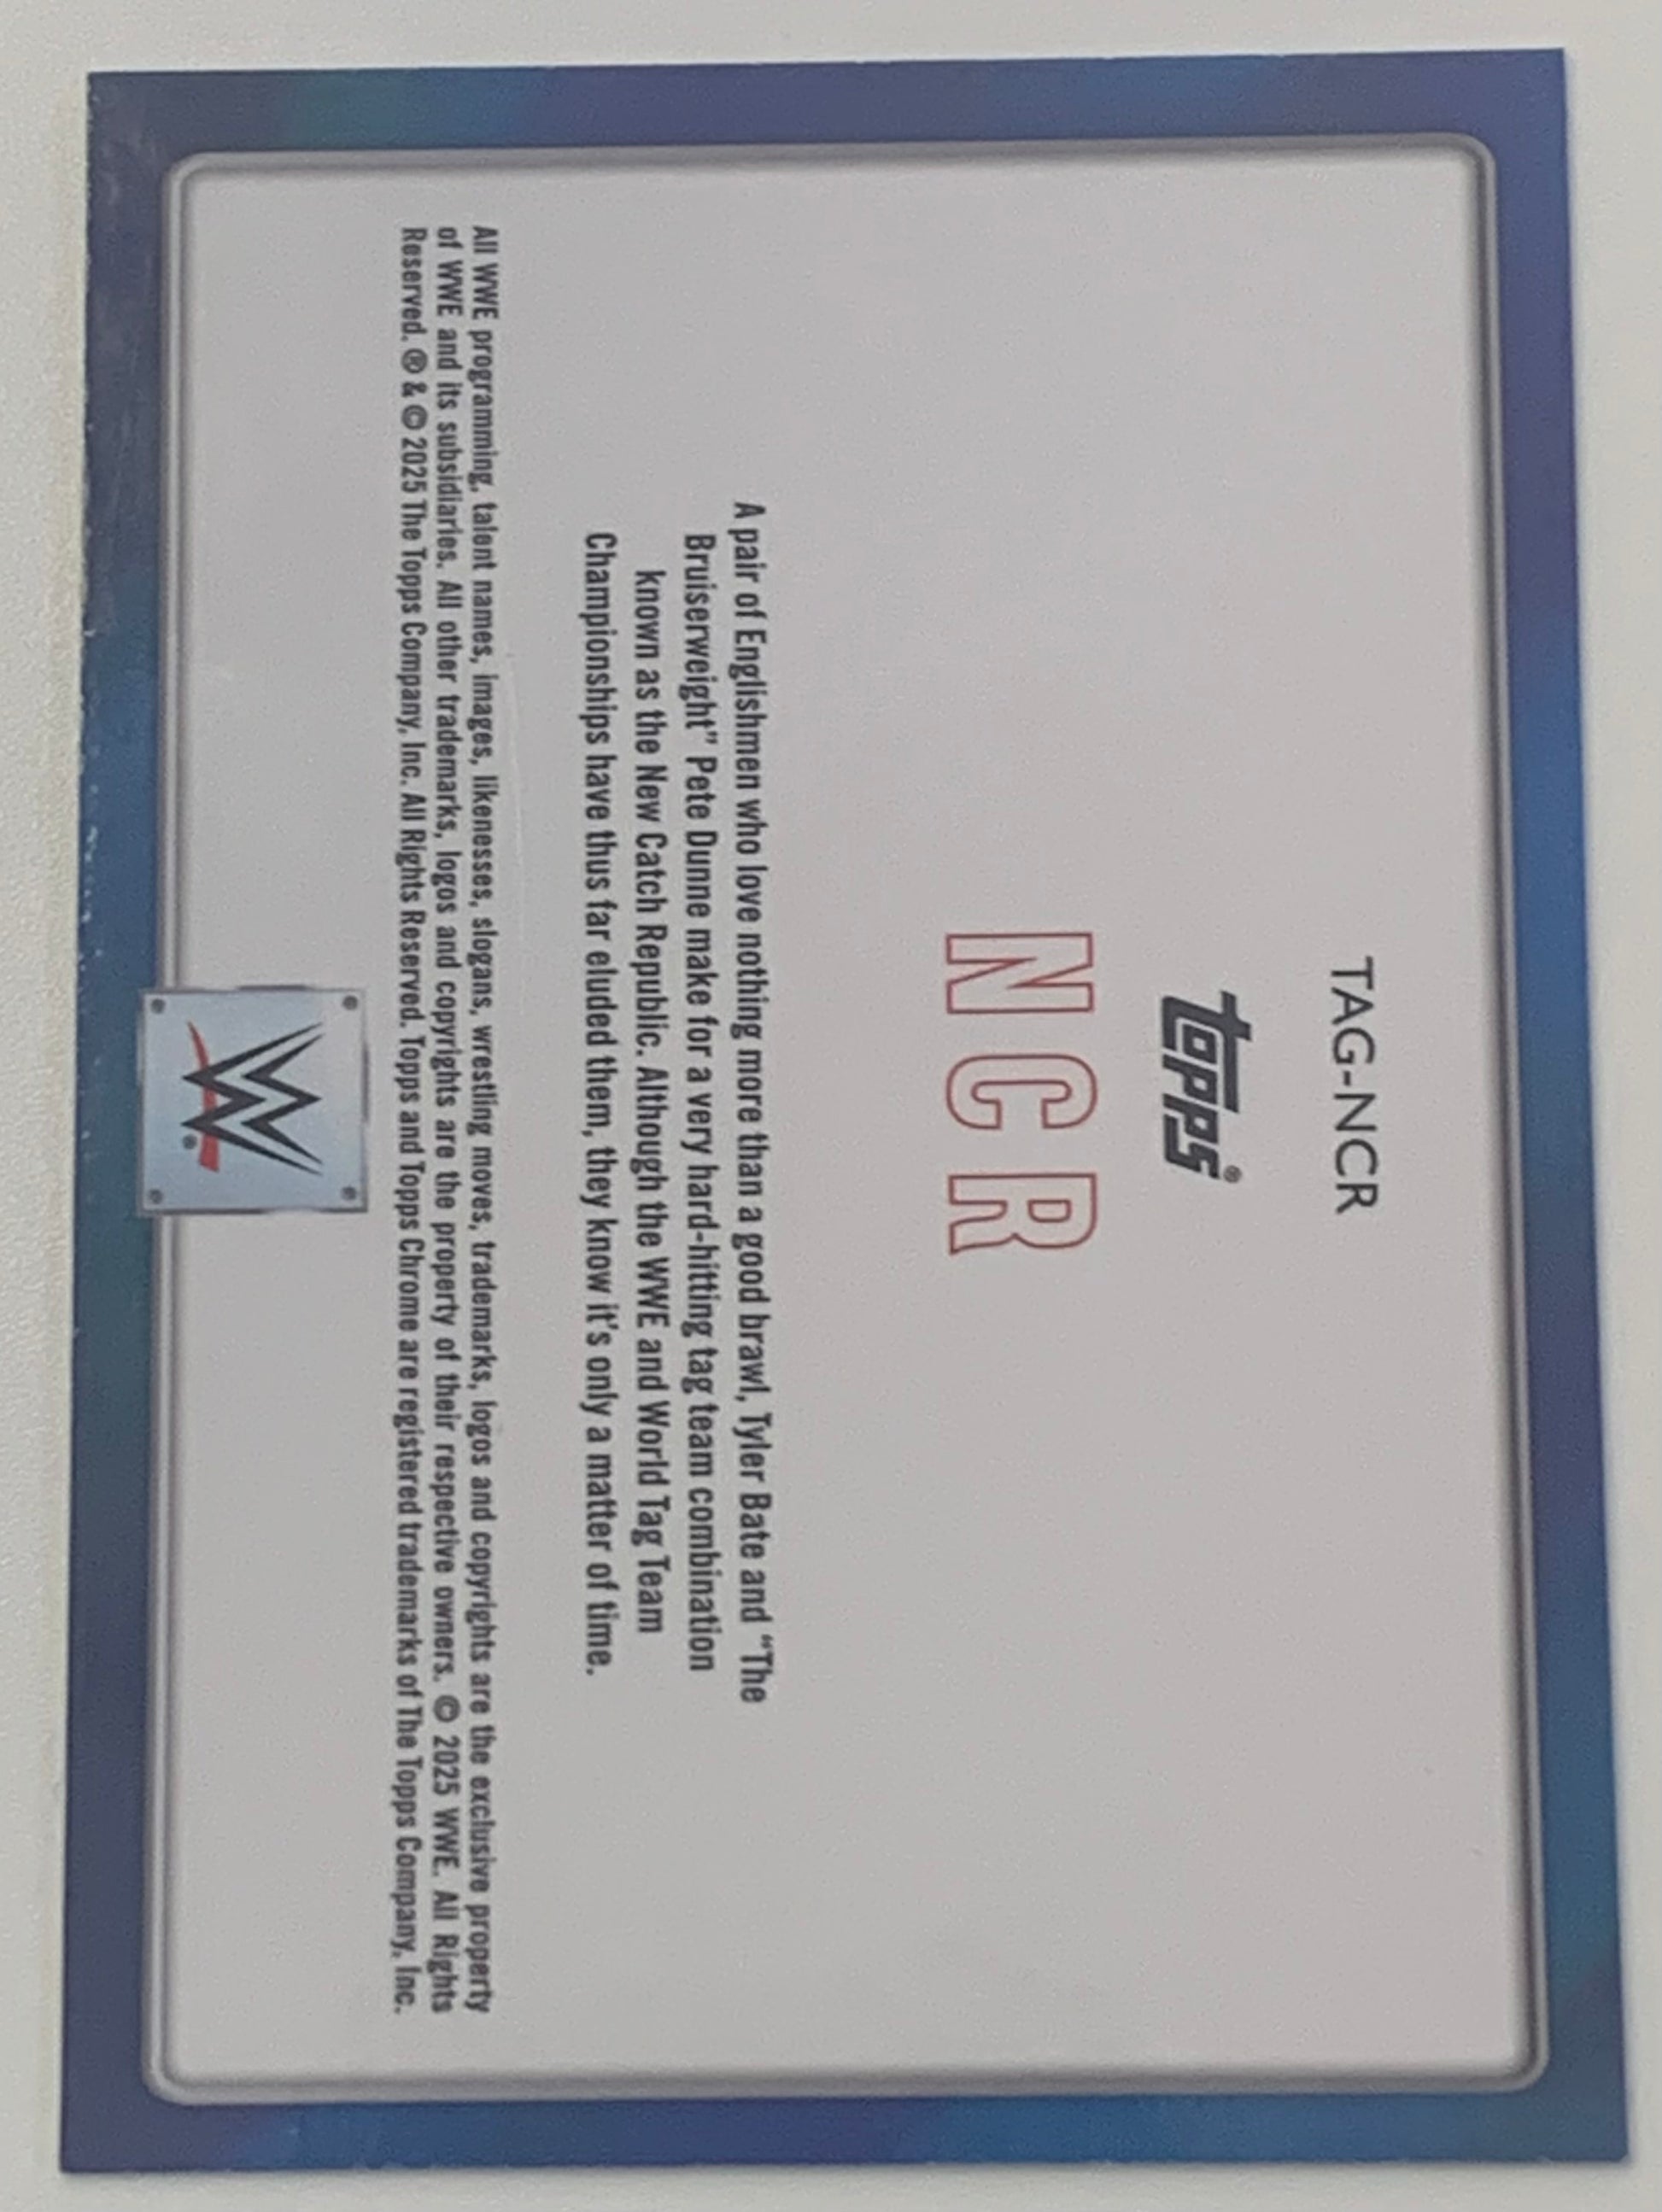 TAG-NCR
topps®
NCR
A pair of Englishmen who love nothing more than a good brawl, Tyler Bate and “The
Bruiserweight” Pete Dunne make for a very hard-hitting tag team combination
known as the New Catch Republic. Although the WWE and World Tag Team
Championships have thus far eluded them, they know it's only a matter of time.
All WWE programming, talent names, images, likenesses, slogans, wrestling moves, trademarks, logos and copyrights are the exclusive property
of WWE and its subsidiaries. All other trademarks, logos and copyrights are the property of their respective owners. © 2025 WWE. All Rights
Reserved. ® & © 2025 The Topps Company, Inc. All Rights Reserved. Topps and Topps Chrome are registered trademarks of The Topps Company, Inc.
W®